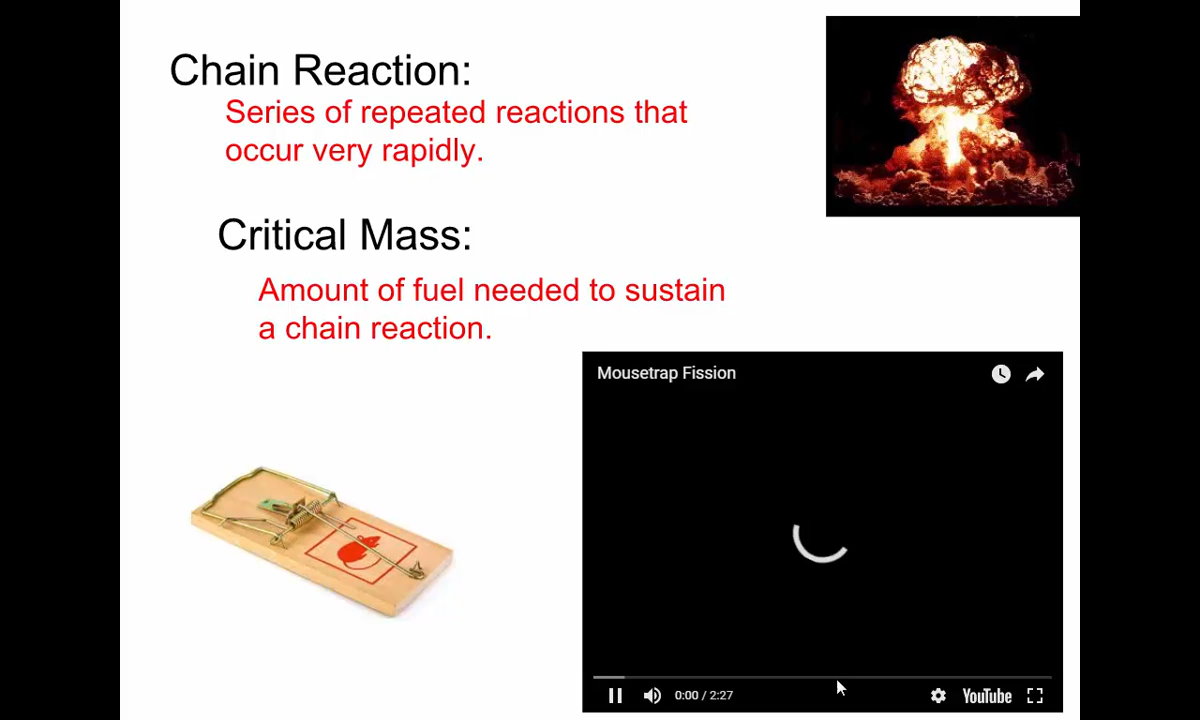 Chain Reaction:
Series of repeated reactions that
occur very rapidly.
Critical Mass:
Amount of fuel needed to sustain
a chain reaction.
Mousetrap Fission
0:00 / 2:27
YouTube